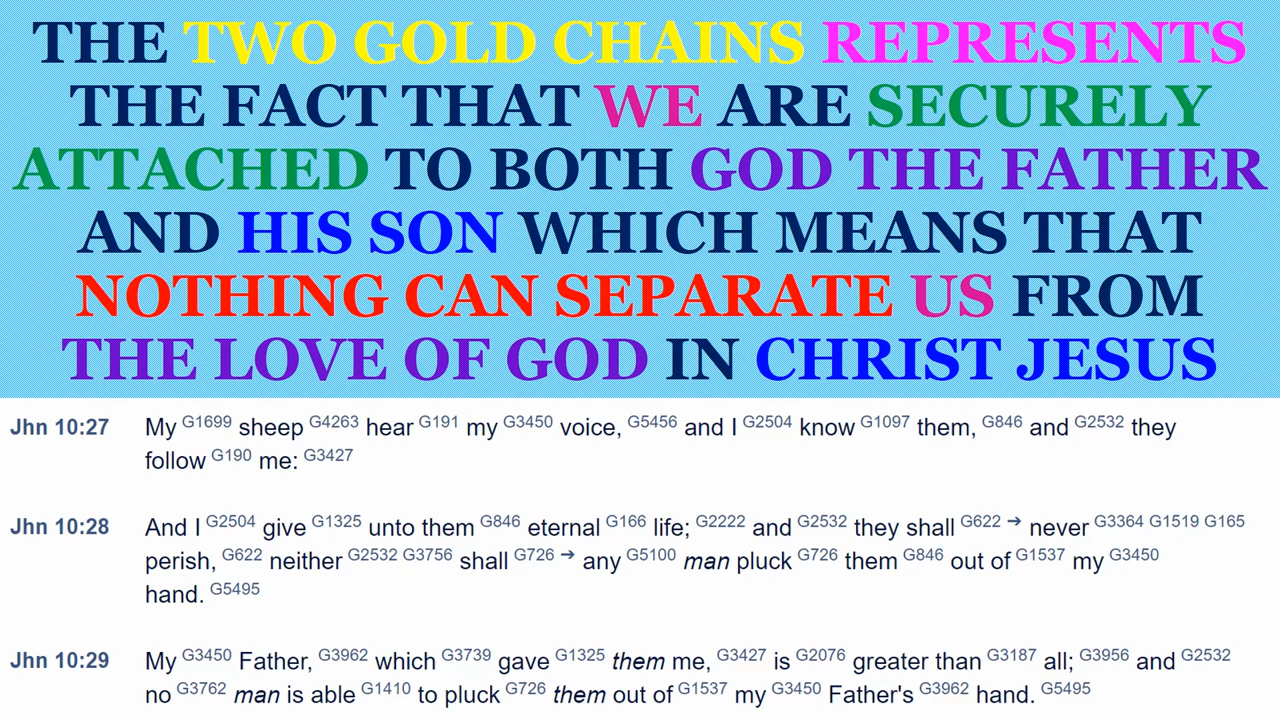 THE TWO GOLD CHAINS REPRESENTS
THE FACT THAT WE ARE SECURELY
ATTACHED TO BOTH GOD THE FATHER
AND HIS SON WHICH MEANS THAT
NOTHING CAN SEPARATE US FROM
THE LOVE OF GOD IN CHRIST JESUS
Jhn 10:27 My G1699 sheep G4263 hear G191 my G3450 voice, G5456 and I G2504 know G1097 them, G846 and G2532 they
follow G190 me: G3427
Jhn 10:28 And I G2504 give G1325 unto them G846 eternal G166 life; G2222 and G2532 they shall G622 → never G3364 G1519 G165
perish, G622 neither G2532 G3756 shall G726 → any G5100 man pluck G726 them G846 out of G1537 my G3450
hand. G5495
Jhn 10:29 My G3450 Father, G3962 which G3739 gave G1325 them me, G3427 is G2076 greater than G3187 all; G3956 and G2532
no G3762 man is able G1410 to pluck G726 them out of G1537 my G3450 Father's G3962 hand. G5495